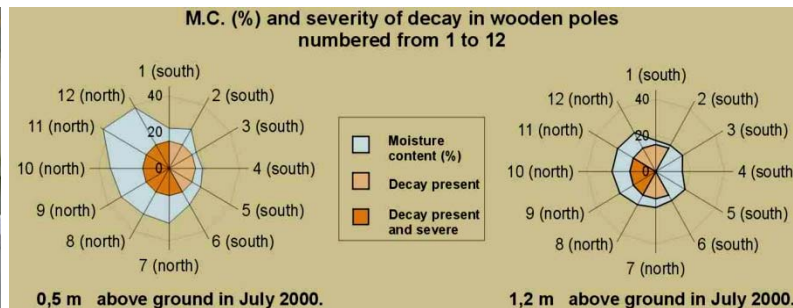 M.C. (%) and severity of decay in wooden poles
numbered from 1 to 12
1 (south)
12 (north)
40
2 (south)
11 (north)
20
3 (south)
10 (north)
0
4 (south)
9 (north)
5 (south)
8 (north)
6 (south)
7 (north)
0,5 m above ground in July 2000.
Moisture
content (%)
Decay present
Decay present
and severe
1 (south)
12 (north)
40
2 (south)
11 (north)
20
3 (south)
10 (north)
0
4 (south)
9 (north)
5 (south)
8 (north)
6 (south)
7 (north)
1,2 m above ground in July 2000.